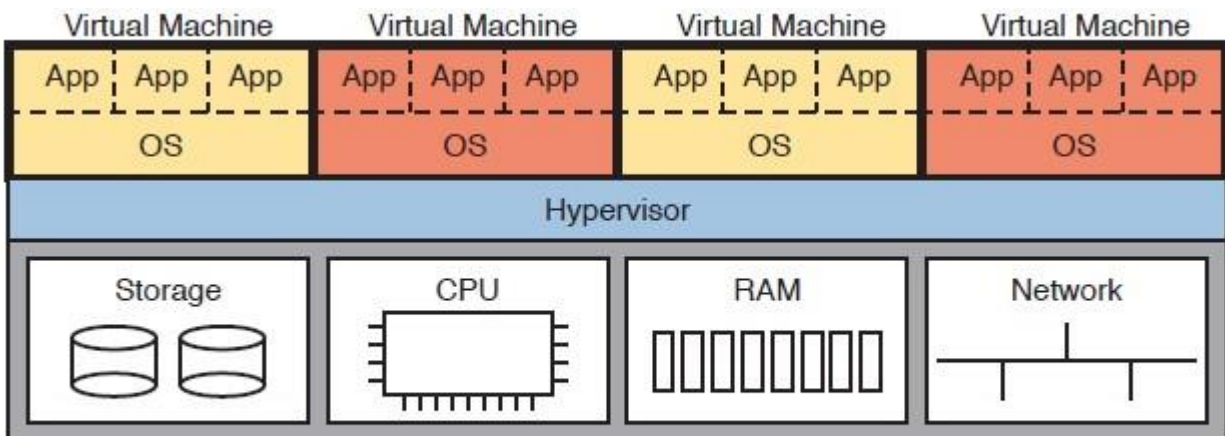 Virtual Machine Virtual Machine Virtual Machine Virtual Machine
App App App App App App App App App App App App
OS OS OS OS
Hypervisor
Storage CPU RAM Network